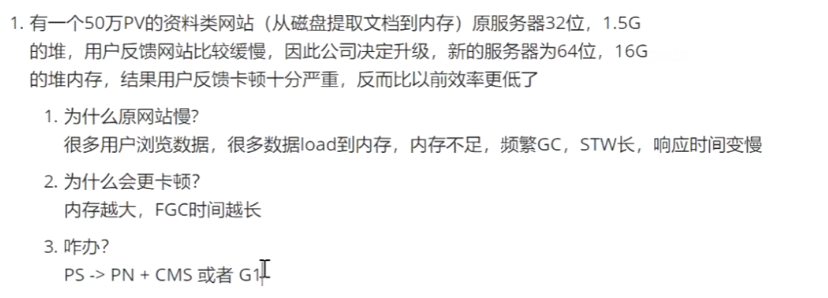 1. 有一个50万PV的资料类网站（从磁盘提取文档到内存）原服务器32位，1.5G
的堆，用户反馈网站比较缓慢，因此公司决定升级，新的服务器为64位，16G
的堆内存，结果用户反馈卡顿十分严重，反而比以前效率更低了
1. 为什么原网站慢?
很多用户浏览数据，很多数据load到内存，内存不足，频繁GC，STW长，响应时间变慢
2. 为什么会更卡顿?
内存越大，FGC时间越长
3. 咋办?
PS -> PN + CMS 或者 G1